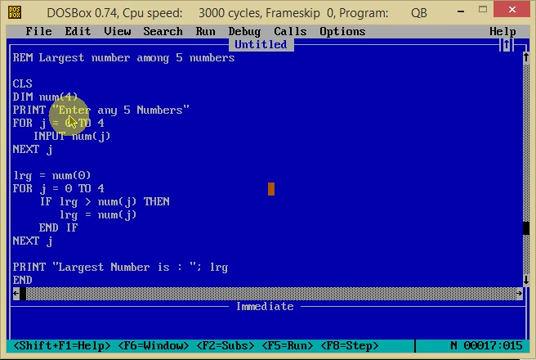 DOSBox 0.74, Cpu speed: 3000 cycles, Frameskip 0, Program: QB
File Edit View Search Run Debug Calls Options Help
Untitled
REM Largest number among 5 numbers
CLS
DIM num(4)
PRINT "Enter any 5 Numbers"
FOR j = 0 TO 4
INPUT num(j)
NEXT j
lrg = num(0)
FOR j = 0 TO 4
IF lrg > num(j) THEN
lrg = num(j)
END IF
NEXT j
PRINT "Largest Number is : "; lrg
END
Immediate
<Shift+F1=Help> <F6=Window> <F2=Subs> <F5=Run> <F8=Step> N 00017:015